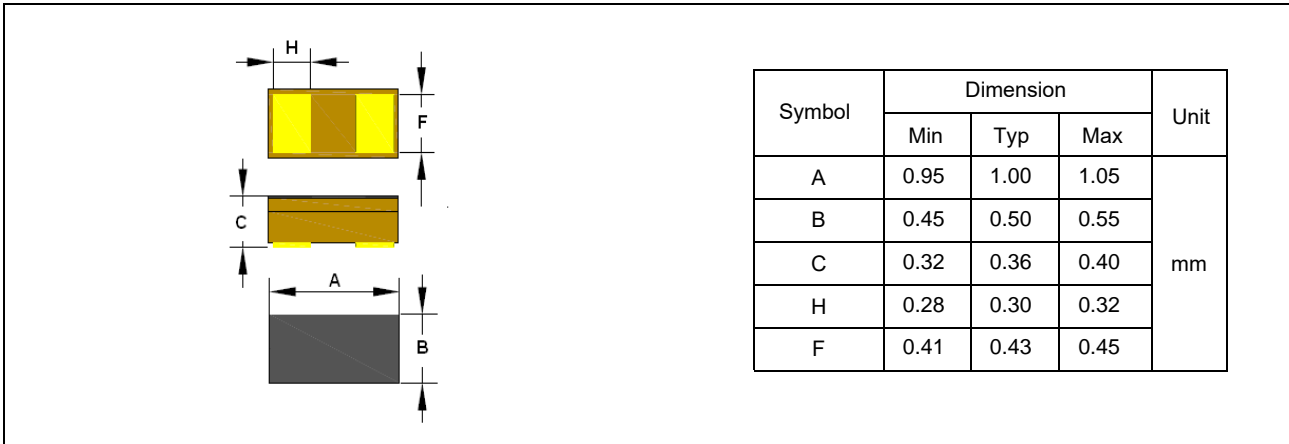 H
F
C
A
B
Symbol Dimension Unit
Min Typ Max
A 0.95 1.00 1.05
B 0.45 0.50 0.55
C 0.32 0.36 0.40 mm
H 0.28 0.30 0.32
F 0.41 0.43 0.45